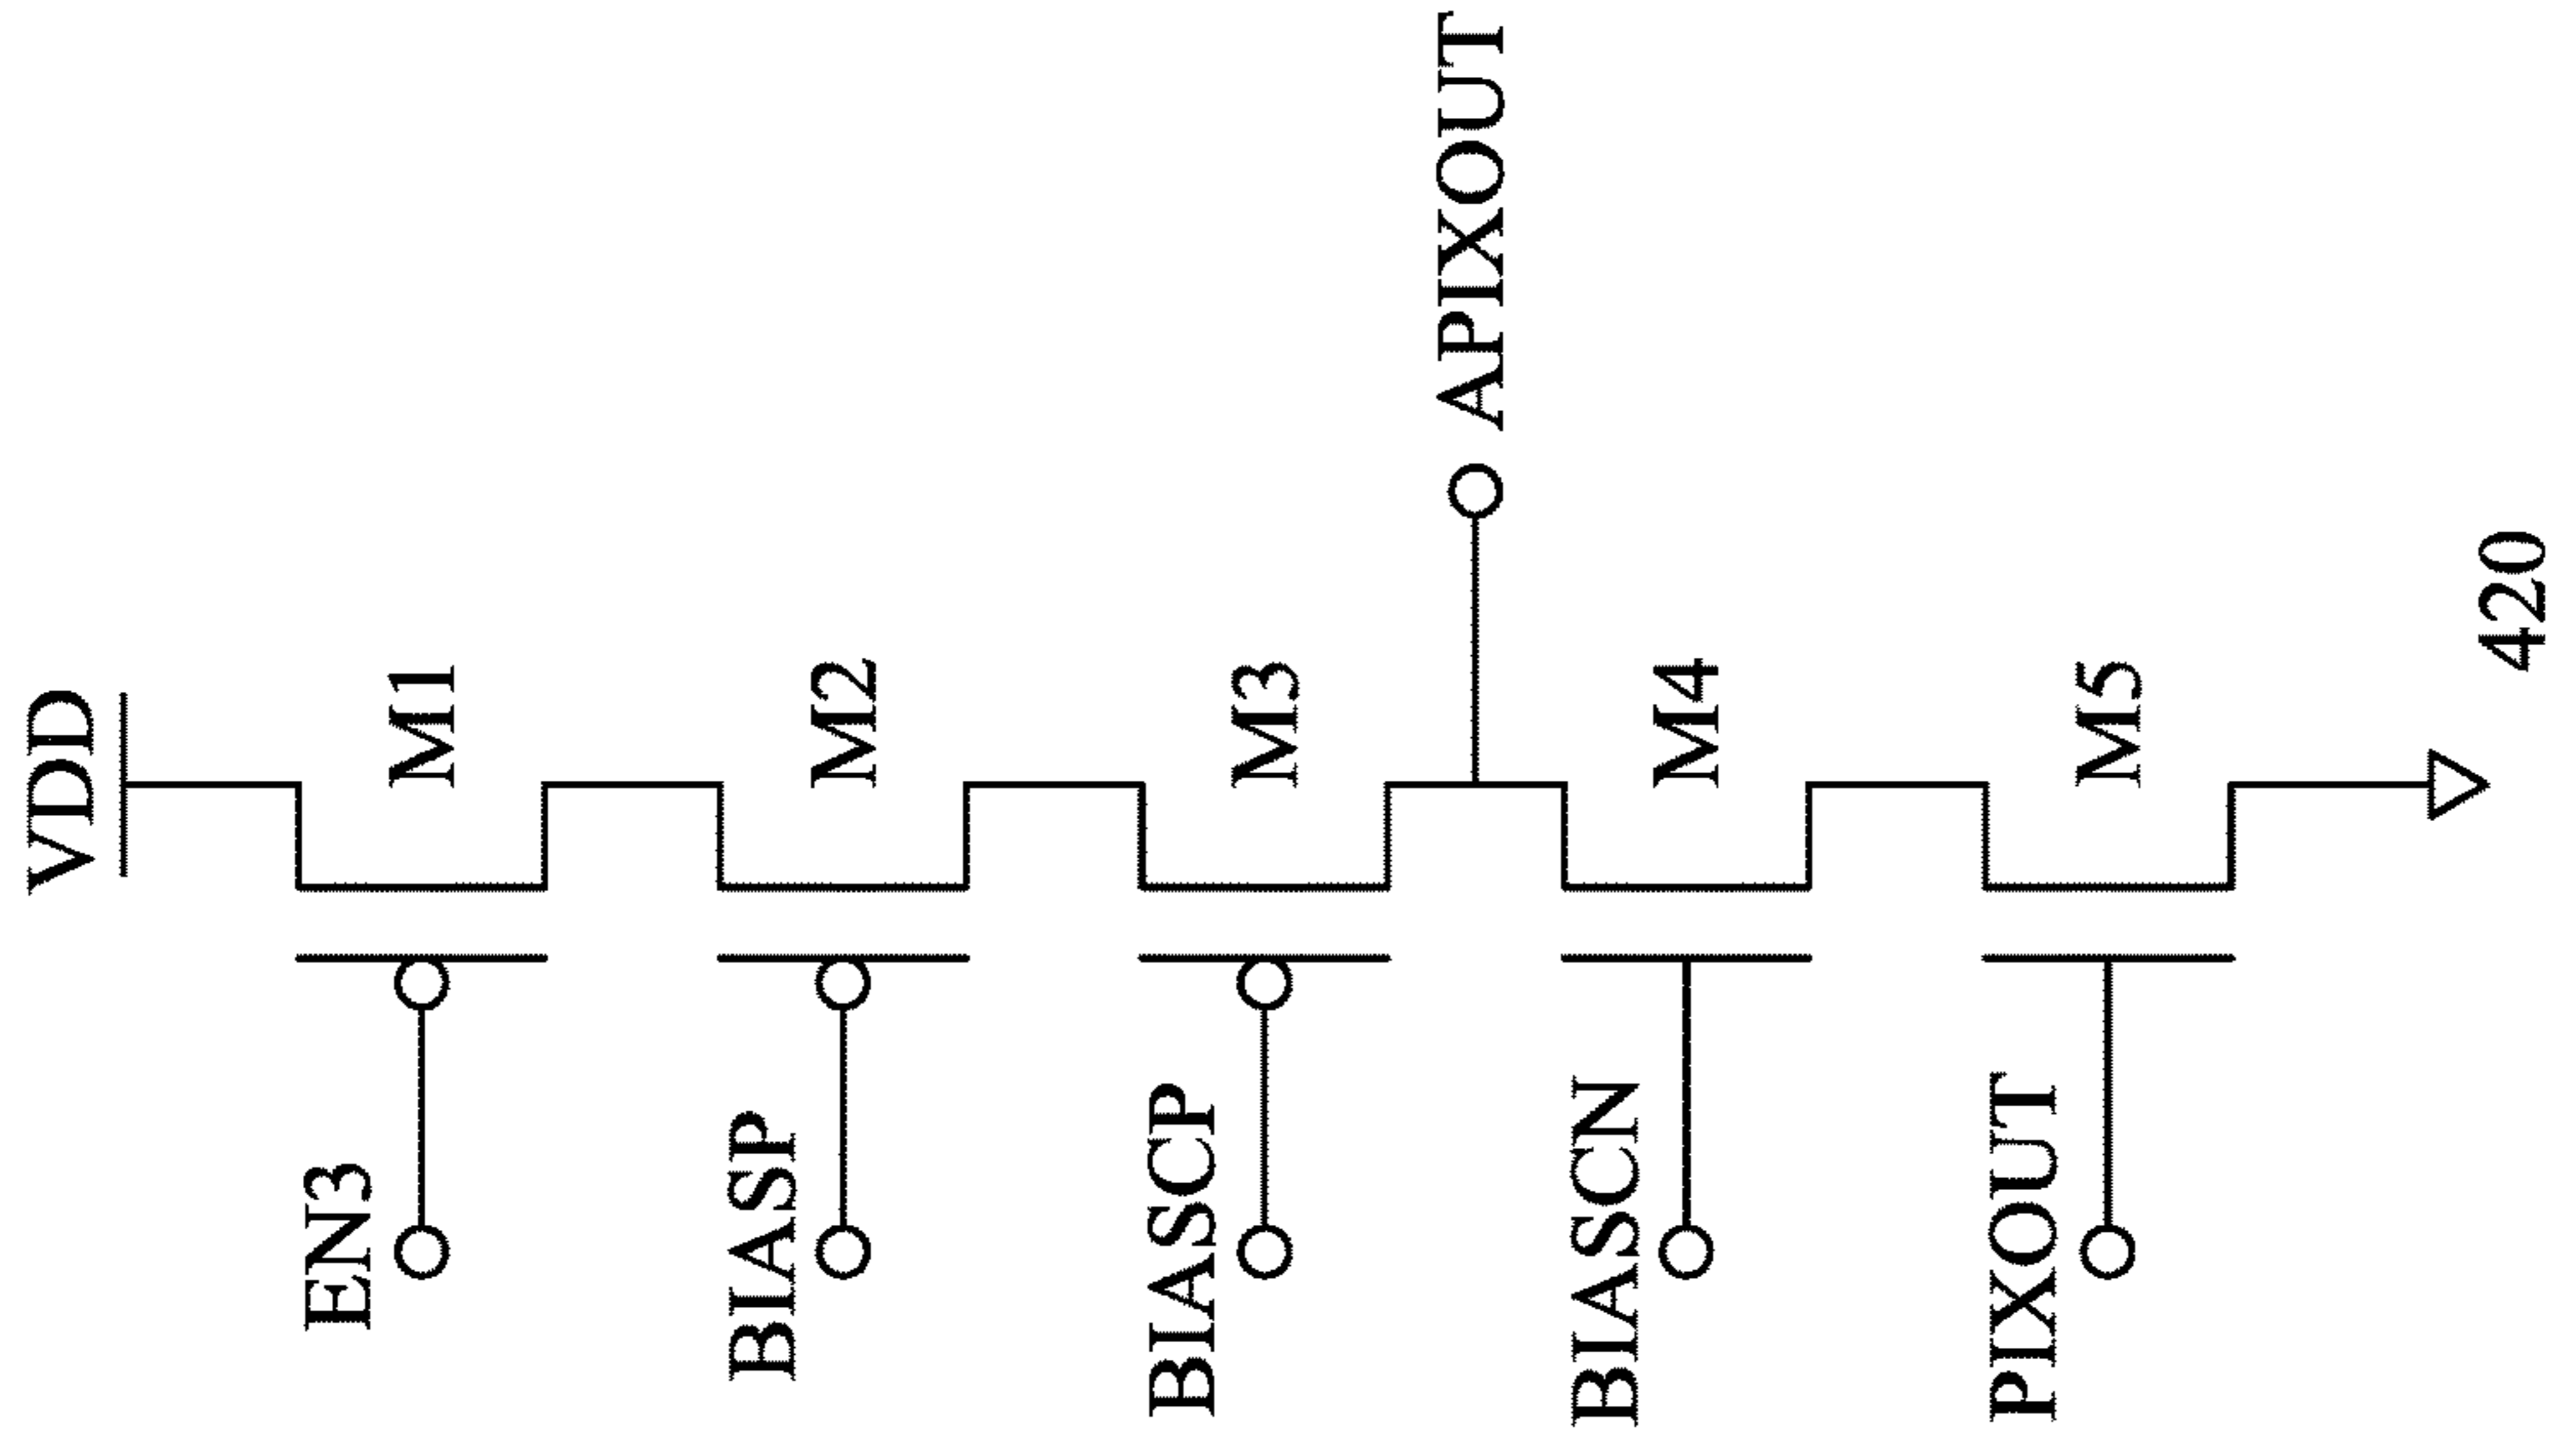 VDD
EN3
M1
BIASP
M2
BIASCP
M3
APIXOUT
BIASCN
M4
PIXOUT
M5
420